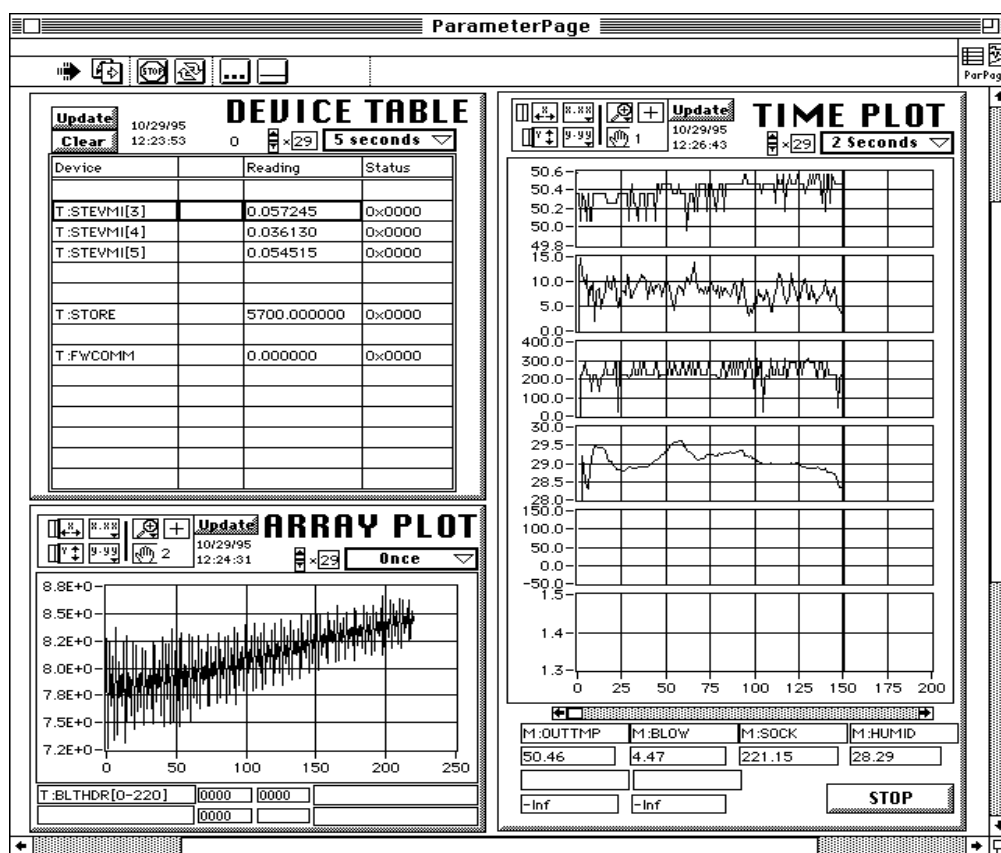 ParameterPage
STOP ...
ParPag
Update DEVICE TABLE
Clear 10/29/95 12:23:53 0 ×29 5 seconds
Device Reading Status
T:STEVMI[3] 0.057245 0x0000
T:STEVMI[4] 0.036130 0x0000
T:STEVMI[5] 0.054515 0x0000
T:STORE 5700.000000 0x0000
T:FWCOMM 0.000000 0x0000
X X.XX Update TIME PLOT
Y Y.YY 1 10/29/95 12:26:43 ×29 2 Seconds
50.6
50.4
50.2
50.0
49.8
15.0
10.0
5.0
0.0
400.0
300.0
200.0
100.0
0.0
30.0
29.5
29.0
28.5
28.0
150.0
100.0
50.0
0.0
-50.0
1.5
1.4
1.3
0 25 50 75 100 125 150 175 200
M:OUTTMP M:BLOW M:SOCK M:HUMID
50.46 4.47 221.15 28.29
-Inf -Inf
STOP
X X.XX Update ARRAY PLOT
Y Y.YY 2 10/29/95 12:24:31 ×29 Once
8.8E+0
8.5E+0
8.2E+0
8.0E+0
7.8E+0
7.5E+0
7.2E+0
0 50 100 150 200 250
T:BLTHDR[0-220] 0000 0000
0000